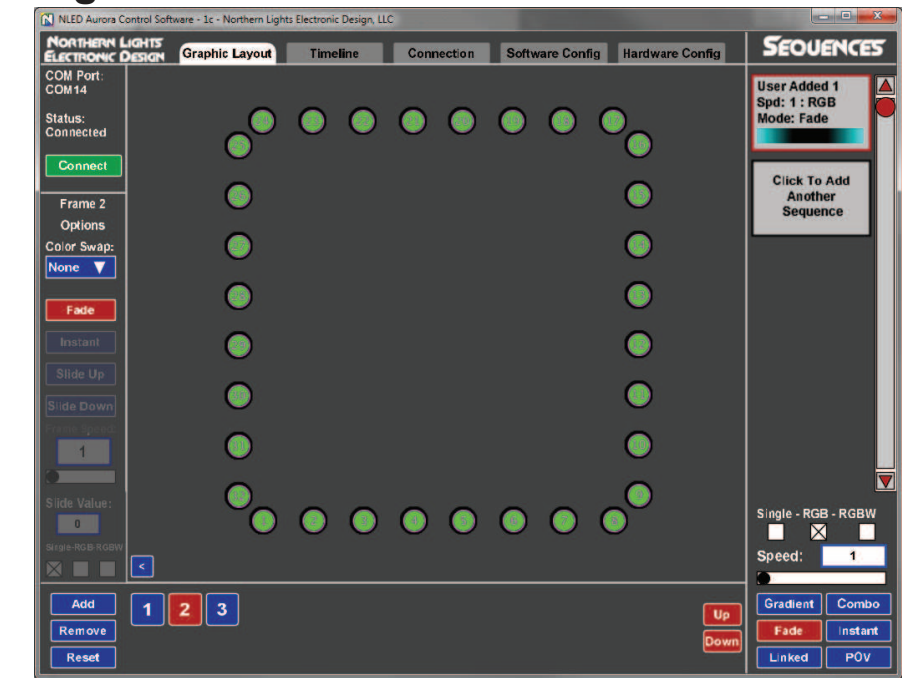 NLED Aurora Control Software - 1c - Northern Lights Electronic Design, LLC
NORTHERN LIGHTS
ELECTRONIC DESIGN
Graphic Layout
Timeline
Connection
Software Config
Hardware Config
SEQUENCES
COM Port:
COM14
Status:
Connected
Connect
Frame 2
Options
Color Swap:
None
Fade
Instant
Slide Up
Slide Down
Frame Speed:
1
Slide Value:
0
Single-RGB-RGBW
<
User Added 1
Spd: 1 : RGB
Mode: Fade
Click To Add
Another
Sequence
Single - RGB - RGBW
Speed:
1
Add
Remove
Reset
1
2
3
Up
Down
Gradient
Combo
Fade
Instant
Linked
POV